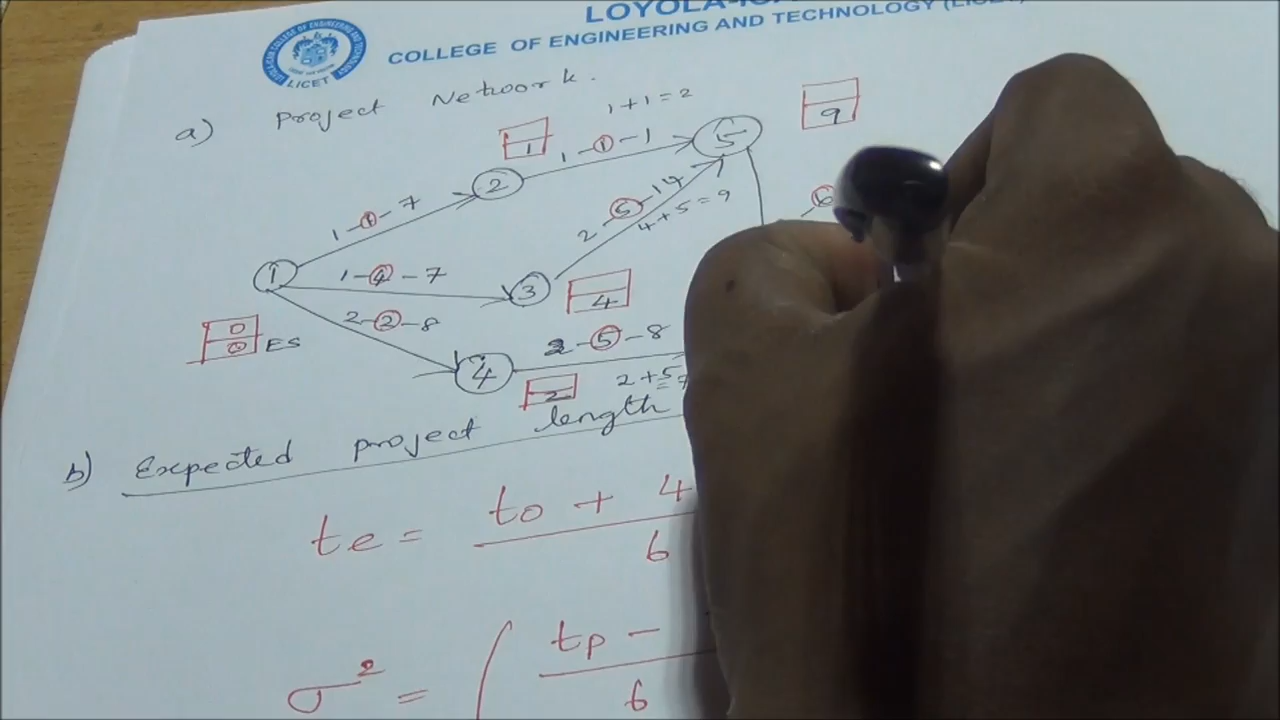 LOYOLA-
COLLEGE OF ENGINEERING AND TECHNOLOGY (LICET)
LICET
a) Project Network.
1+1=2
9
1
1-1-1
5
2
2-5-14
4+5=9
6
1-1-7
1
1-4-7
3
4
2-2-8
0
0
ES
2-5-8
4
2
2+5=7
b) Expected project length
te = to + 4
6
σ² = ( tp -
6